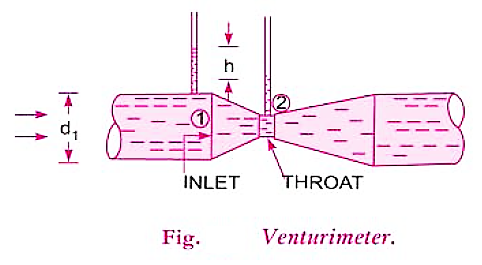 h
d₁
①
②
INLET
THROAT
Fig. Venturimeter.